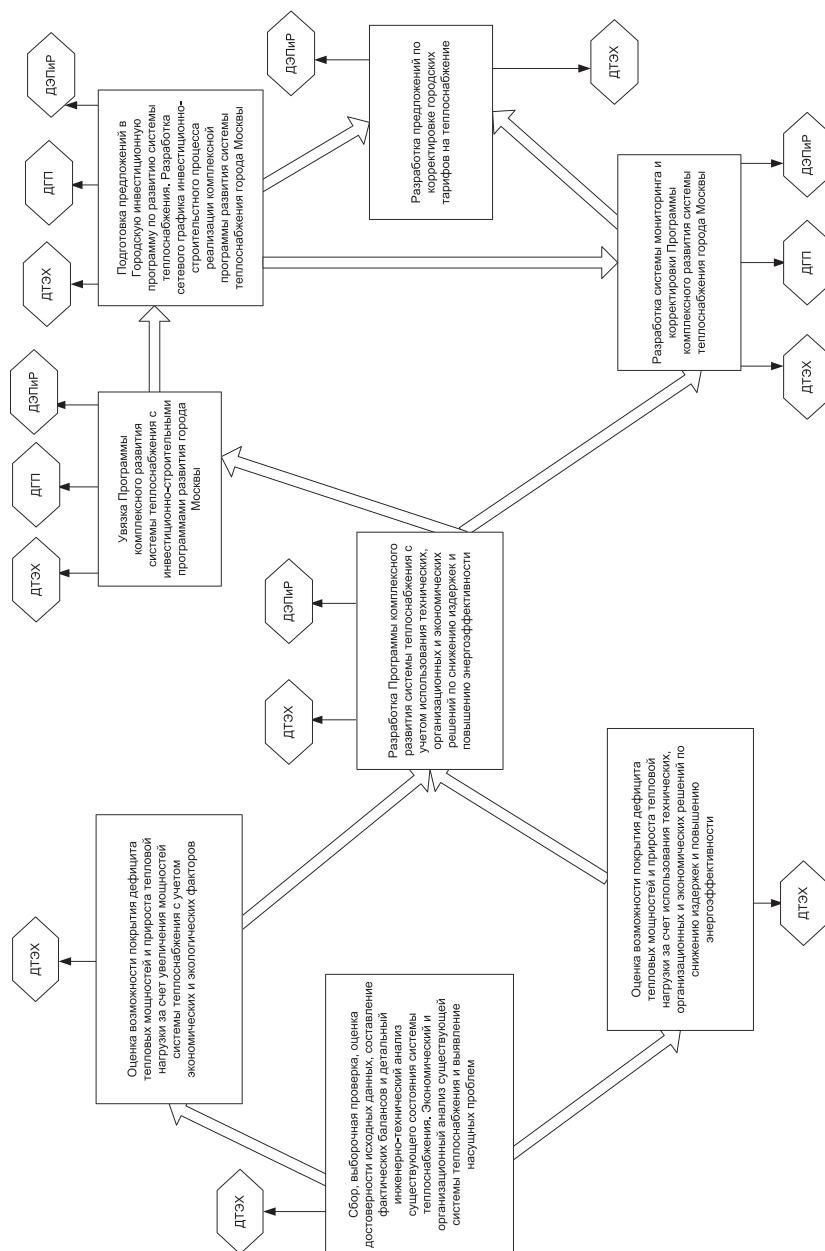 ДТЭХ
Сбор, выборочная проверка, оценка
достоверности исходных данных, составление
фактических балансов и детальный
инженерно-технический анализ
существующего состояния системы
теплоснабжения. Экономический и
организационный анализ существующей
системы теплоснабжения и выявление
насущных проблем
ДТЭХ
Оценка возможности покрытия дефицита
тепловых мощностей и прироста тепловой
нагрузки за счет увеличения мощностей
системы теплоснабжения с учетом
экономических и экологических факторов
Оценка возможности покрытия дефицита
тепловых мощностей и прироста тепловой
нагрузки за счет использования технических,
организационных и экономических решений по
снижению издержек и повышению
энергоэффективности
ДТЭХ
ДТЭХ
ДЭПиР
Разработка Программы комплексного
развития системы теплоснабжения с
учетом использования технических,
организационных и экономических
решений по снижению издержек и
повышению энергоэффективности
ДТЭХ
ДГП
ДЭПиР
Увязка Программы
комплексного развития
системы теплоснабжения с
инвестиционно-строительными
программами развития города
Москвы
ДТЭХ
ДГП
ДЭПиР
Подготовка предложений в
Городскую инвестиционную
программу по развитию системы
теплоснабжения. Разработка
сетевого графика инвестиционно-
строительного процесса
реализации комплексной
программы развития системы
теплоснабжения города Москвы
Разработка системы мониторинга и
корректировки Программы
комплексного развития системы
теплоснабжения города Москвы
ДТЭХ
ДГП
ДЭПиР
ДЭПиР
Разработка предложений по
корректировке городских
тарифов на теплоснабжение
ДТЭХ